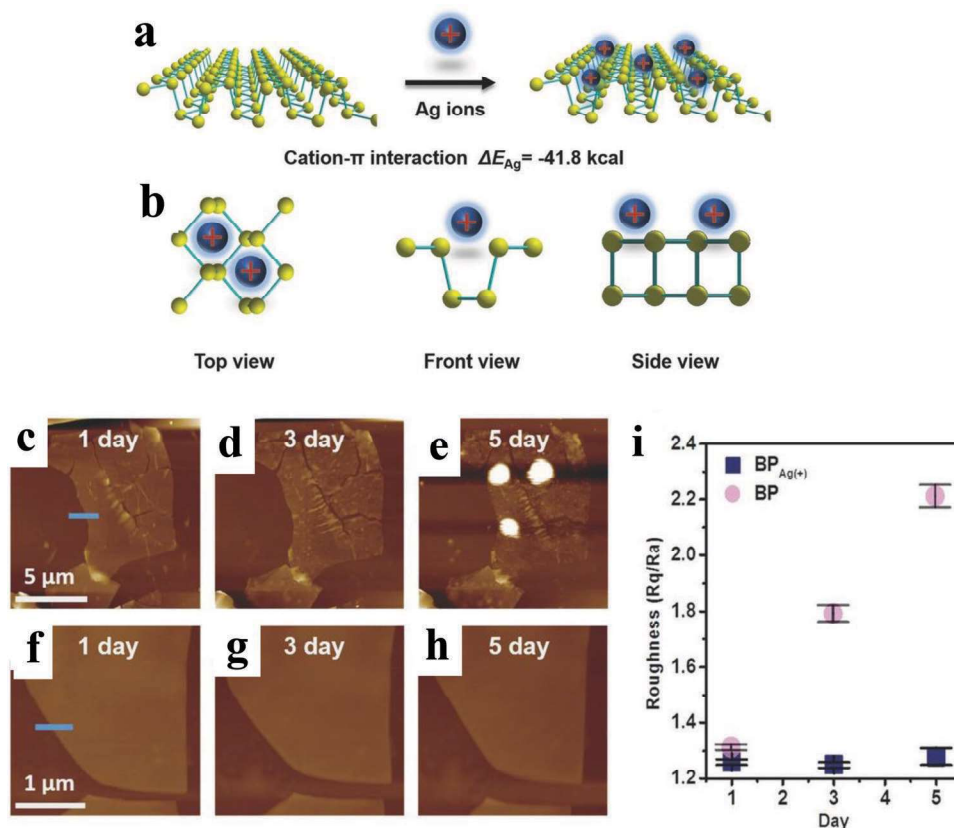 a
+
Ag ions
+ + + + +
Cation-π interaction ΔE_Ag= -41.8 kcal
b
+ +
+
+ +
Top view
Front view
Side view
c
1 day
5 μm
d
3 day
e
5 day
f
1 day
1 μm
g
3 day
h
5 day
i
BP_Ag(+)
BP
Roughness (Rq/Ra)
2.4
2.2
2.0
1.8
1.6
1.4
1.2
1 2 3 4 5
Day